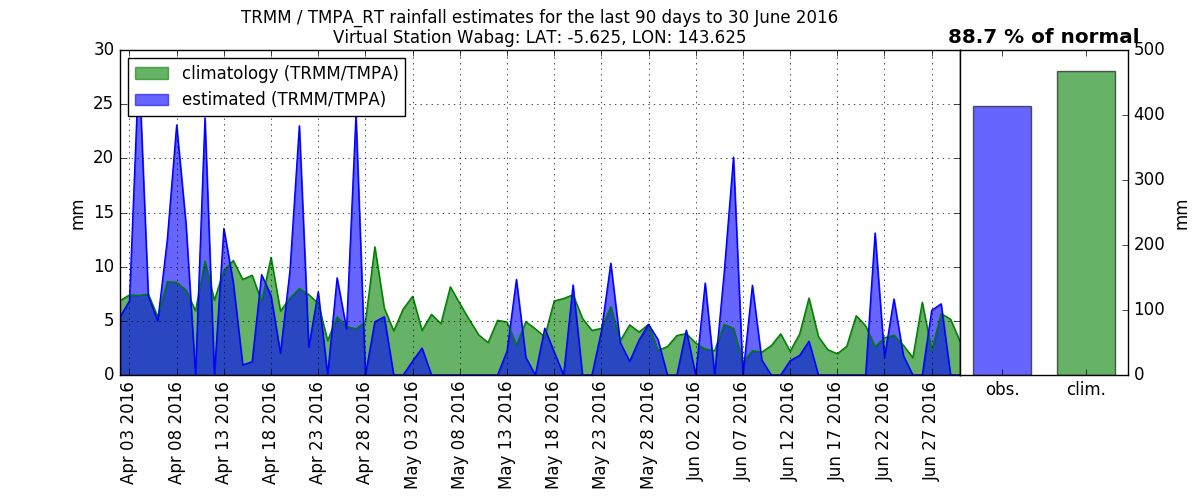 TRMM / TMPA_RT rainfall estimates for the last 90 days to 30 June 2016
Virtual Station Wabag: LAT: -5.625, LON: 143.625
88.7 % of normal
climatology (TRMM/TMPA)
estimated (TRMM/TMPA)
30
25
20
15
10
5
0
mm
Apr 03 2016
Apr 08 2016
Apr 13 2016
Apr 18 2016
Apr 23 2016
Apr 28 2016
May 03 2016
May 08 2016
May 13 2016
May 18 2016
May 23 2016
May 28 2016
Jun 02 2016
Jun 07 2016
Jun 12 2016
Jun 17 2016
Jun 22 2016
Jun 27 2016
obs.
clim.
500
400
300
200
100
0
mm